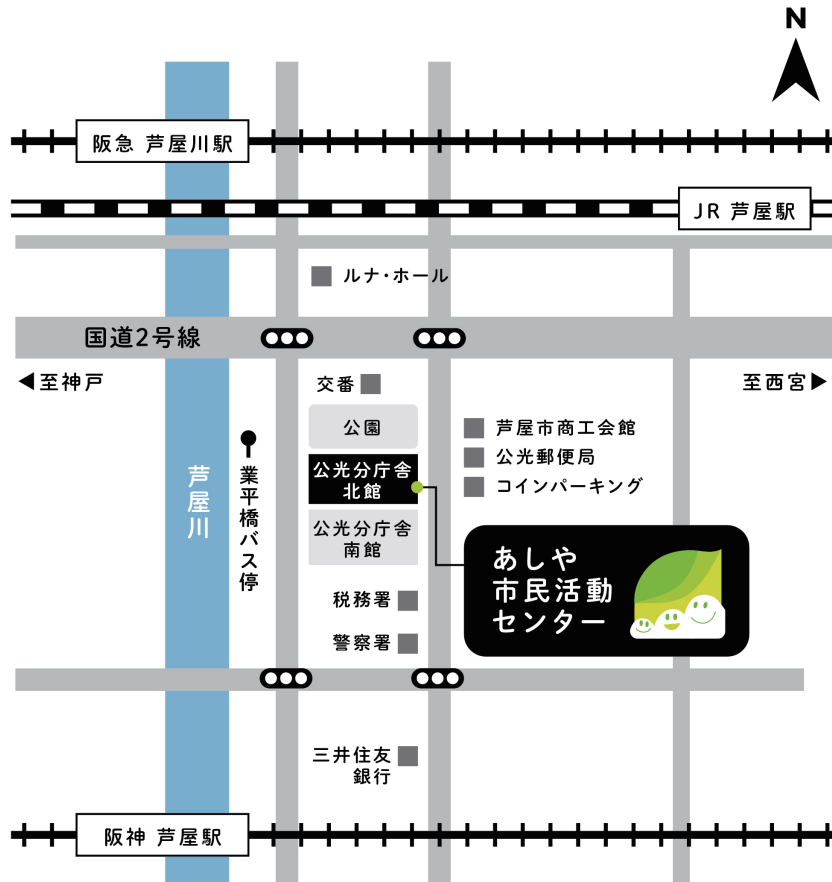 N
阪急 芦屋川駅
JR 芦屋駅
ルナ・ホール
国道2号線
◀至神戸
至西宮▶
交番
公園
芦屋市商工会館
公光郵便局
コインパーキング
公光分庁舎
北館
公光分庁舎
南館
芦屋川
業平橋バス停
あしや
市民活動
センター
税務署
警察署
三井住友
銀行
阪神 芦屋駅